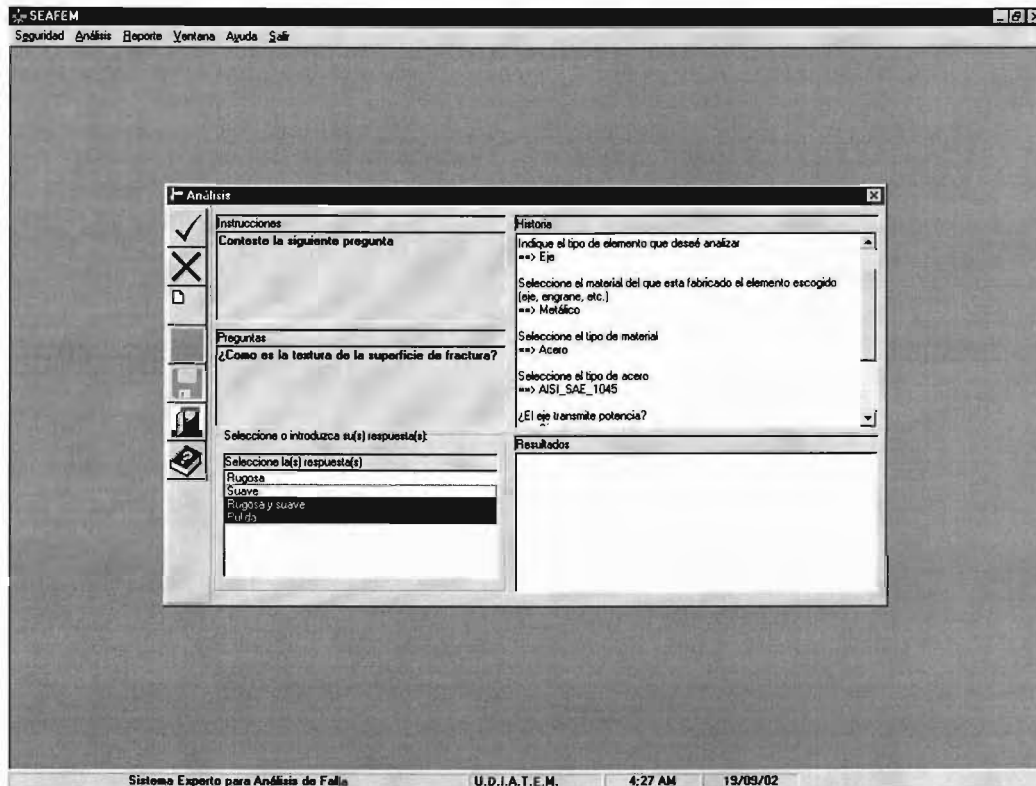 SEAFEM
Seguridad Análisis Reporte Ventana Ayuda Salir
Análisis
Instrucciones
Conteste la siguiente pregunta
Preguntas
¿Como es la textura de la superficie de fractura?
Seleccione o introduzca su(s) respuesta(s):
Seleccione la(s) respuesta(s)
Rugosa
Suave
Rugosa y suave
Pulida
Historia
Indique el tipo de elemento que deseé analizar
==> Eje
Seleccione el material del que esta fabricado el elemento escogido
(eje, engrane, etc.)
==> Metálico
Seleccione el tipo de material
==> Acero
Seleccione el tipo de acero
==> AISI_SAE_1045
¿El eje transmite potencia?
Resultados
Sistema Experto para Análisis de Falla U.D.I.A.T.E.M. 4:27 AM 19/09/02